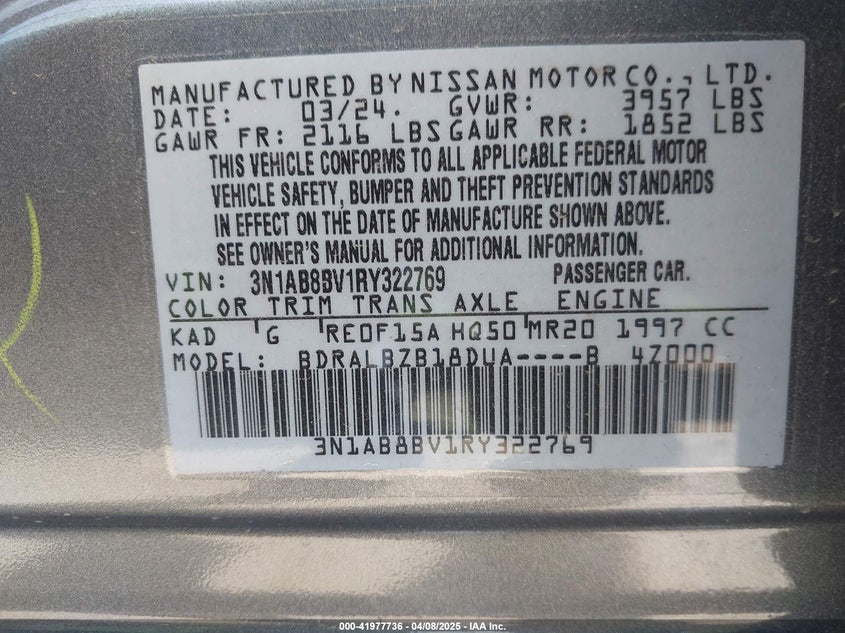 MANUFACTURED BY NISSAN MOTOR CO., LTD.
DATE: 03/24. GVWR: 3957 LBS
GAWR FR: 2116 LBS GAWR RR: 1852 LBS
THIS VEHICLE CONFORMS TO ALL APPLICABLE FEDERAL MOTOR
VEHICLE SAFETY, BUMPER AND THEFT PREVENTION STANDARDS
IN EFFECT ON THE DATE OF MANUFACTURE SHOWN ABOVE.
SEE OWNER'S MANUAL FOR ADDITIONAL INFORMATION.
VIN: 3N1AB8BV1RY322769 PASSENGER CAR.
COLOR TRIM TRANS AXLE ENGINE
KAD G RE0F15A HQ50 MR20 1997 CC
MODEL: BDRALBZB18DUA----B 4Z000
3N1AB8BV1RY322769
000-41977736 - 04/08/2025 - IAA Inc.